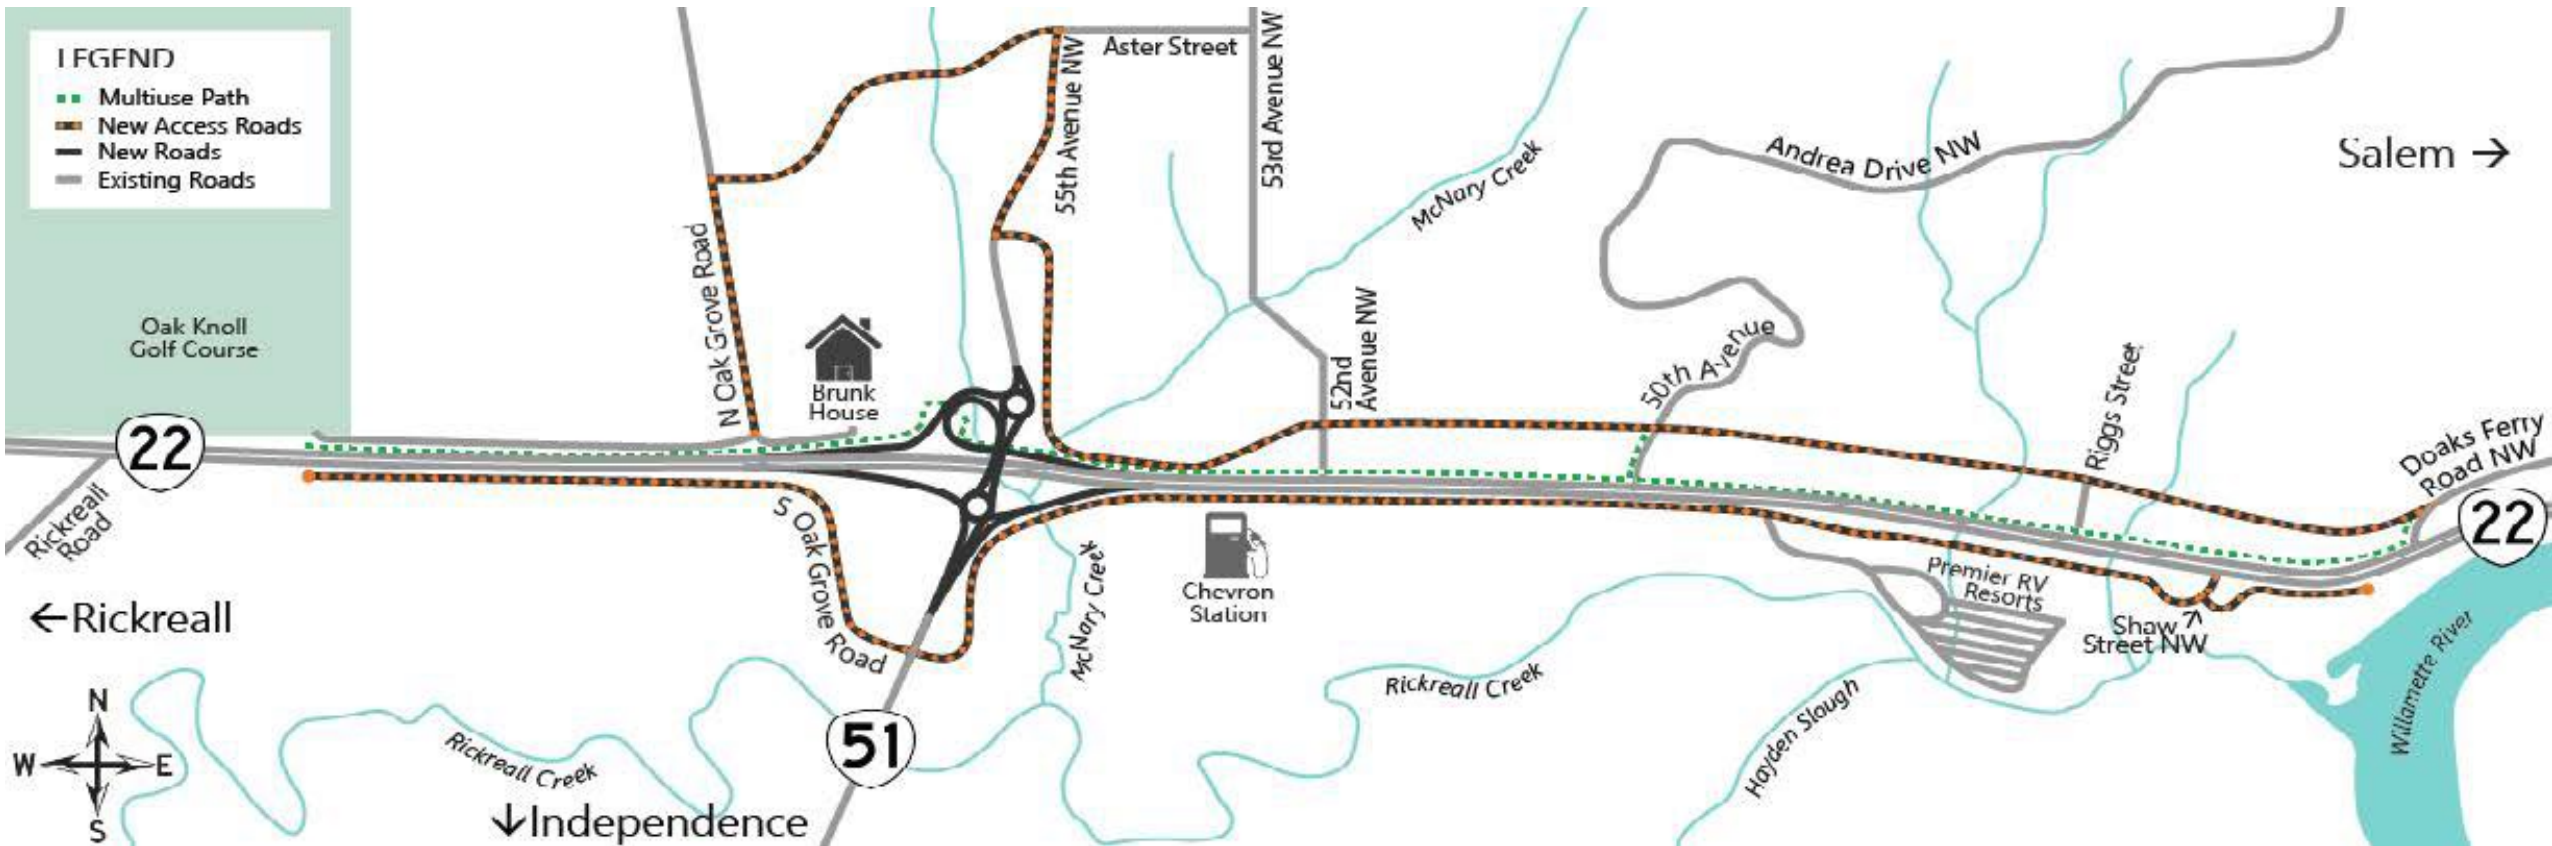 LEGEND
Multiuse Path
New Access Roads
New Roads
Existing Roads
Oak Knoll
Golf Course
22
Rickreall
Road
←Rickreall
N
W E
S
Rickreall Creek
↓Independence
51
N Oak Grove Road
Brunk
House
S Oak Grove Road
55th Avenue NW
Aster Street
53rd Avenue NW
McNary Creek
McNary Creek
Chevron
Station
52nd
Avenue NW
50th Avenue
Andrea Drive NW
Salem →
Riggs Street
Doaks Ferry
Road NW
22
Premier RV
Resorts
Shaw ↗
Street NW
Rickreall Creek
Hayden Slough
Willamette River